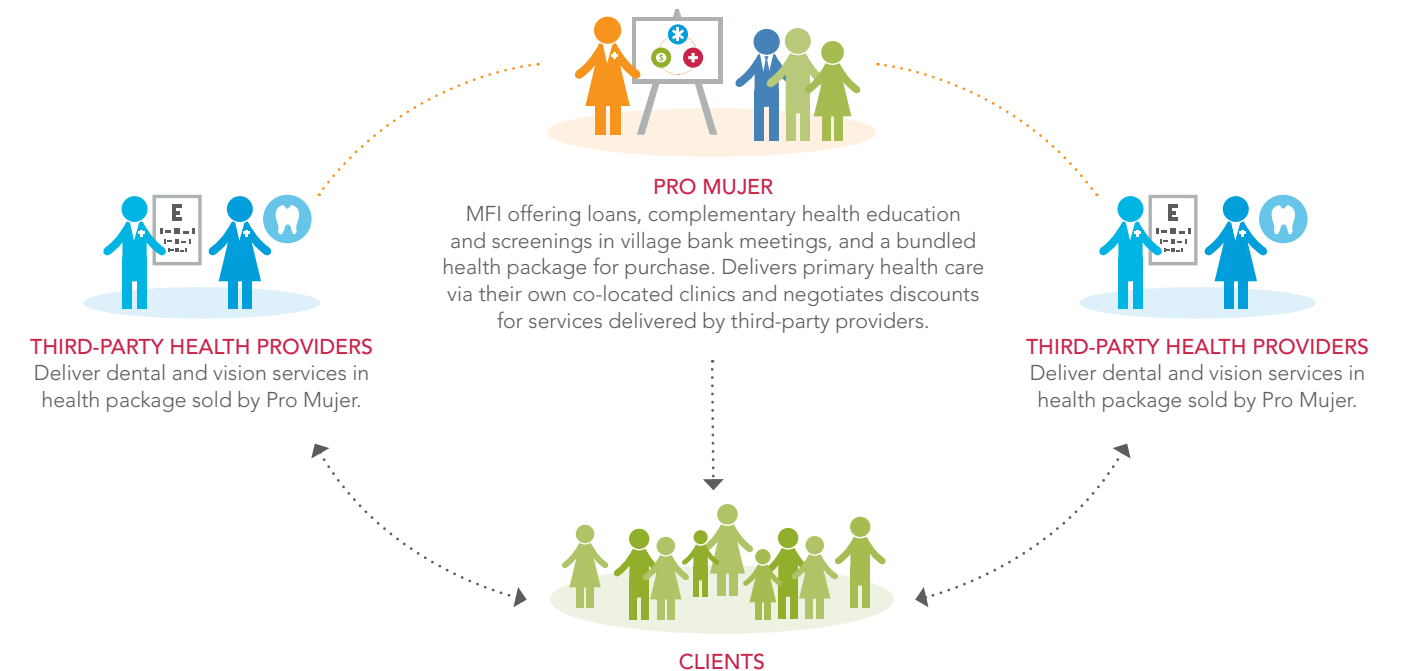 PRO MUJER
MFI offering loans, complementary health education
and screenings in village bank meetings, and a bundled
health package for purchase. Delivers primary health care
via their own co-located clinics and negotiates discounts
for services delivered by third-party providers.
$
E
THIRD-PARTY HEALTH PROVIDERS
Deliver dental and vision services in
health package sold by Pro Mujer.
E
THIRD-PARTY HEALTH PROVIDERS
Deliver dental and vision services in
health package sold by Pro Mujer.
CLIENTS